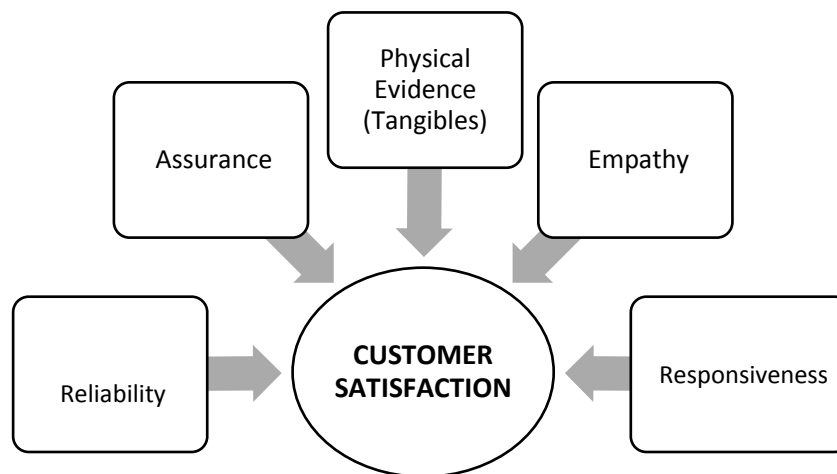 Physical
Evidence
(Tangibles)
Assurance
Empathy
Reliability
CUSTOMER
SATISFACTION
Responsiveness